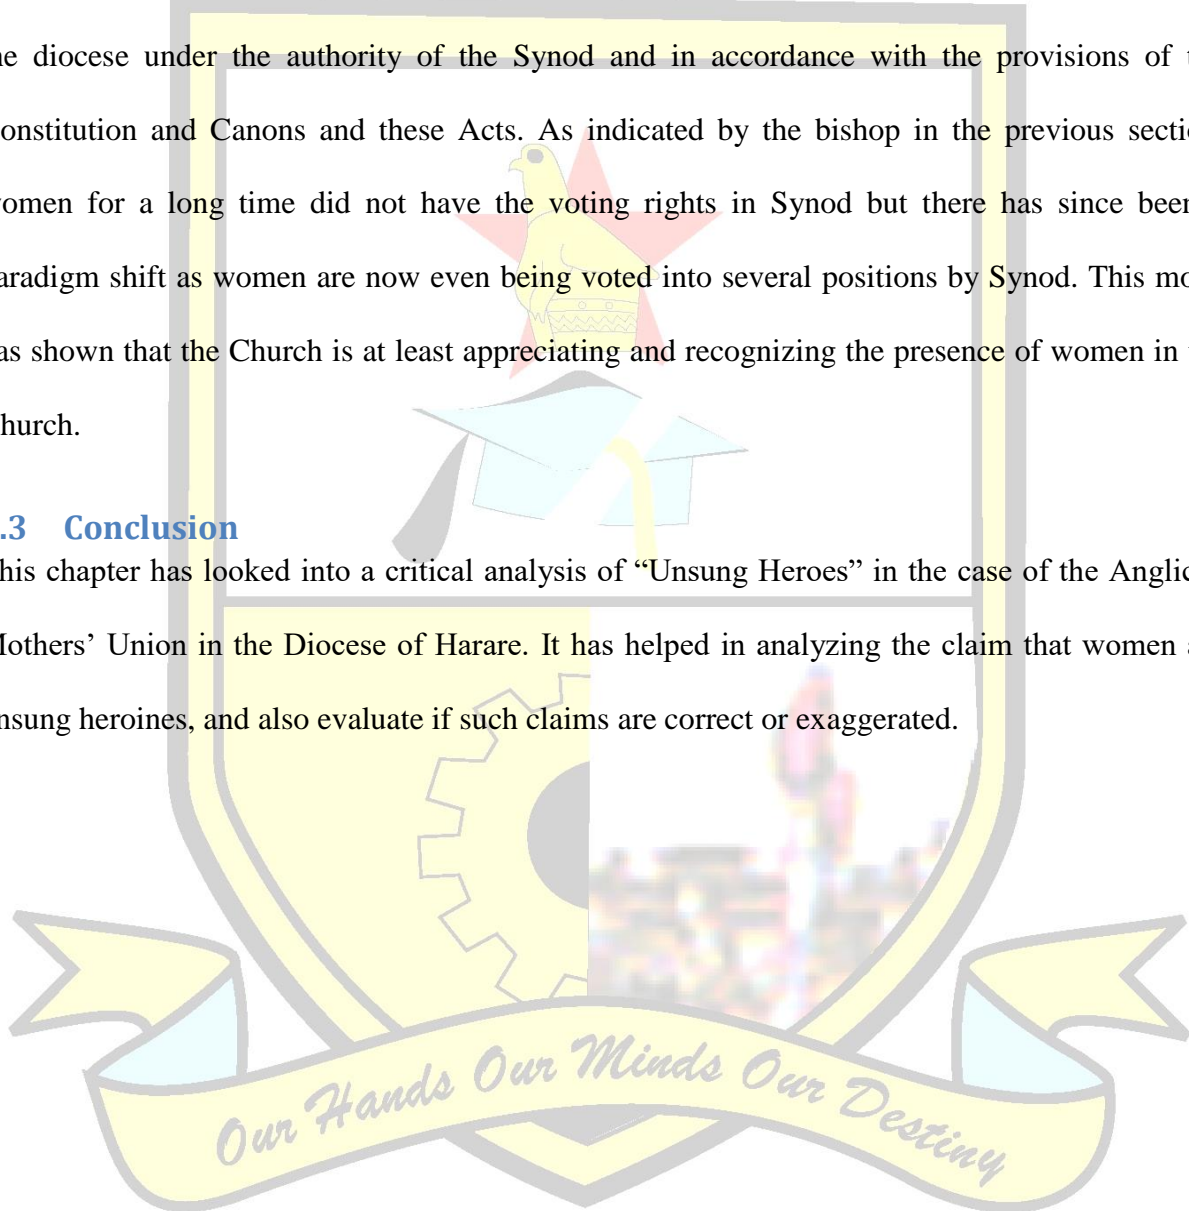 he diocese under the authority of the Synod and in accordance with the provisions of t
onstitution and Canons and these Acts. As indicated by the bishop in the previous sectio
omen for a long time did not have the voting rights in Synod but there has since been
aradigm shift as women are now even being voted into several positions by Synod. This mo
as shown that the Church is at least appreciating and recognizing the presence of women in t
hurch.
.3 Conclusion
his chapter has looked into a critical analysis of “Unsung Heroes” in the case of the Anglic
Mothers’ Union in the Diocese of Harare. It has helped in analyzing the claim that women a
nsung heroines, and also evaluate if such claims are correct or exaggerated.
Our Hands Our Minds Our Destiny